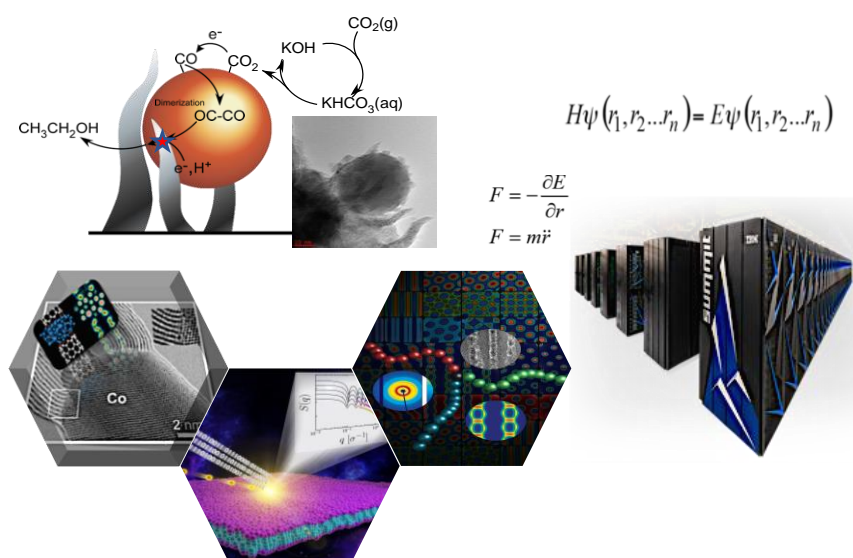 e⁻
CO₂(g)
CO
CO₂
KOH
Dimerization
KHCO₃(aq)
OC-CO
CH₃CH₂OH
e⁻,H⁺
Hψ(r₁,r₂...rₙ)=Eψ(r₁,r₂...rₙ)
F = -∂E/∂r
F = mr̈
summit
IBM
Co
2 nm
S(q)